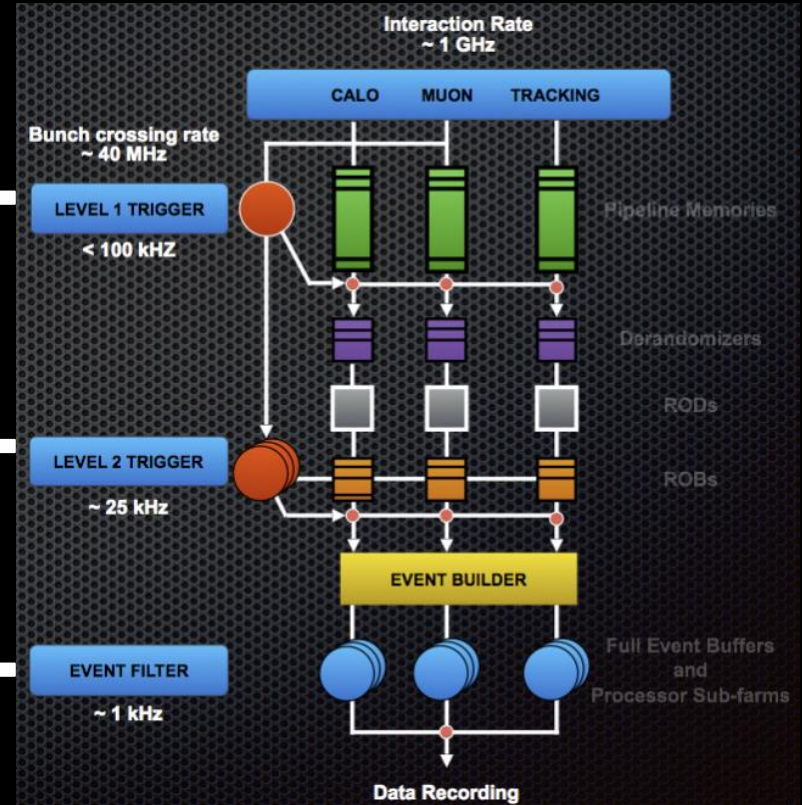 Interaction Rate
~ 1 GHz
CALO MUON TRACKING
Bunch crossing rate
~ 40 MHz
LEVEL 1 TRIGGER
Pipeline Memories
< 100 kHZ
Derandomizers
RODs
LEVEL 2 TRIGGER
ROBs
~ 25 kHz
EVENT BUILDER
EVENT FILTER
Full Event Buffers
and
Processor Sub-farms
~ 1 kHz
Data Recording